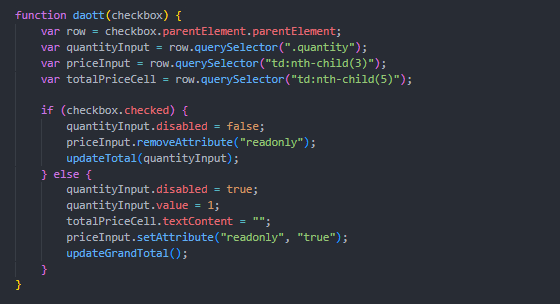 function daott(checkbox) {
    var row = checkbox.parentElement.parentElement;
    var quantityInput = row.querySelector(".quantity");
    var priceInput = row.querySelector("td:nth-child(3)");
    var totalPriceCell = row.querySelector("td:nth-child(5)");

    if (checkbox.checked) {
        quantityInput.disabled = false;
        priceInput.removeAttribute("readonly");
        updateTotal(quantityInput);
    } else {
        quantityInput.disabled = true;
        quantityInput.value = 1;
        totalPriceCell.textContent = "";
        priceInput.setAttribute("readonly", "true");
        updateGrandTotal();
    }
}